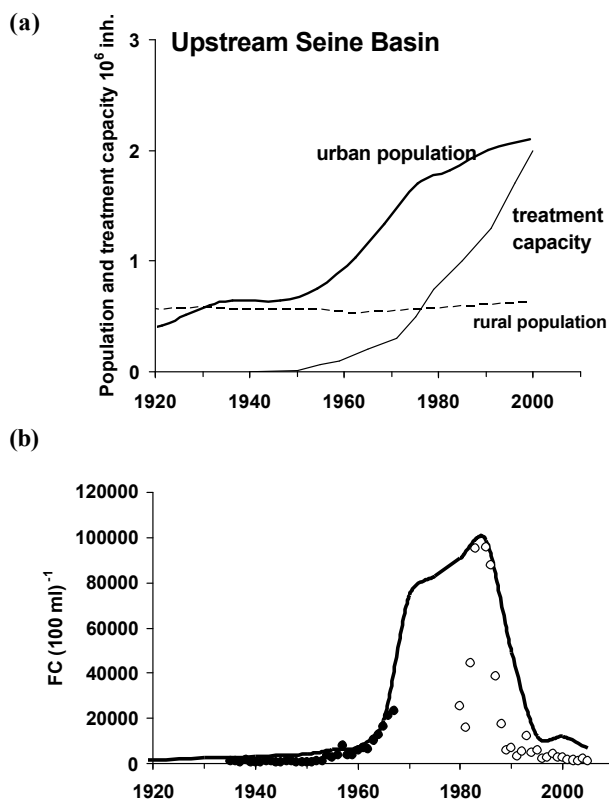 (a)
Upstream Seine Basin
Population and treatment capacity 10⁶ inh.
3
2
1
0
urban population
treatment
capacity
rural population
1920 1940 1960 1980 2000
(b)
FC (100 ml)⁻¹
120000
100000
80000
60000
40000
20000
0
1920 1940 1960 1980 2000